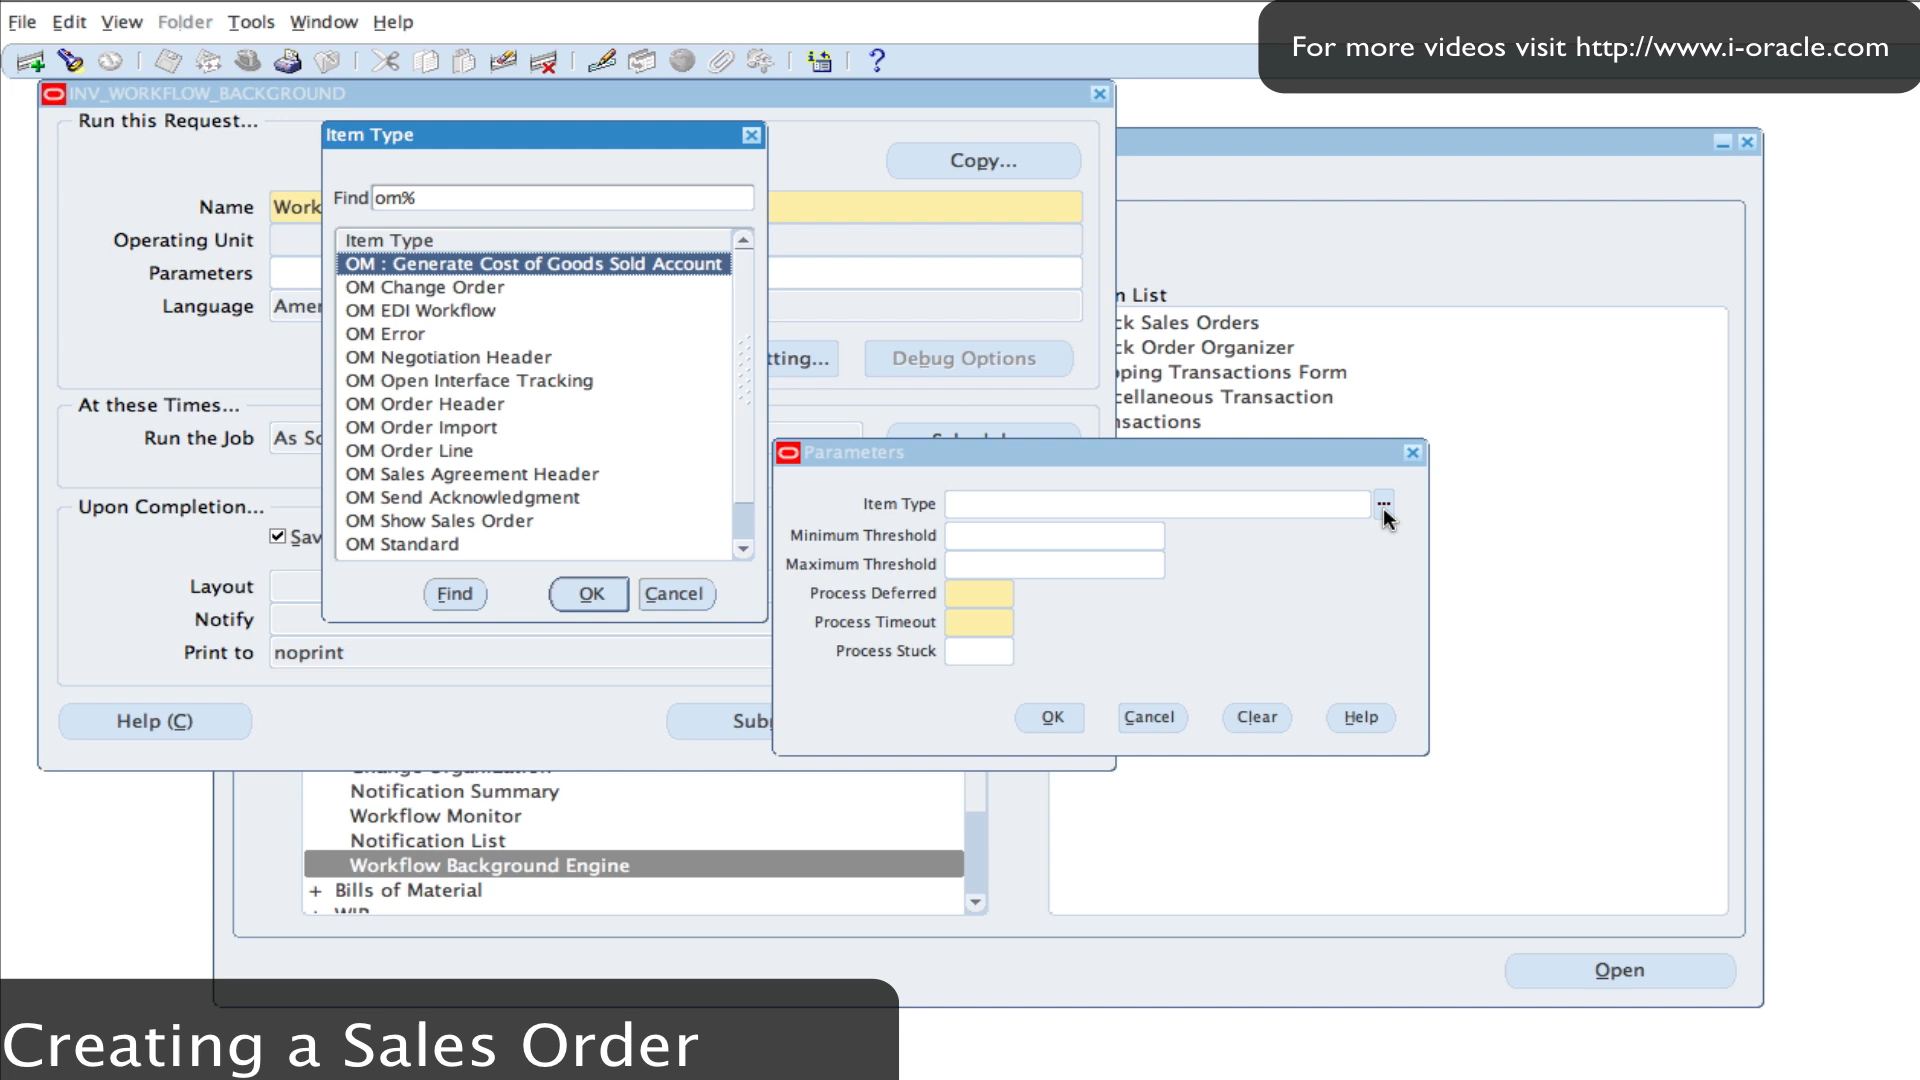 File Edit View Folder Tools Window Help
For more videos visit http://www.i-oracle.com
INV_WORKFLOW_BACKGROUND
Run this Request...
Copy...
Name Work
Operating Unit
Parameters
Language Amer
tting... Debug Options
At these Times...
Run the Job As Sc
Upon Completion...
Sav
Layout
Notify
Print to noprint
Help (C)
Sub
Item Type
Find om%
Item Type
OM : Generate Cost of Goods Sold Account
OM Change Order
OM EDI Workflow
OM Error
OM Negotiation Header
OM Open Interface Tracking
OM Order Header
OM Order Import
OM Order Line
OM Sales Agreement Header
OM Send Acknowledgment
OM Show Sales Order
OM Standard
Find OK Cancel
n List
ck Sales Orders
ck Order Organizer
pping Transactions Form
cellaneous Transaction
nsactions
Parameters
Item Type ...
Minimum Threshold
Maximum Threshold
Process Deferred
Process Timeout
Process Stuck
OK Cancel Clear Help
Notification Summary
Workflow Monitor
Notification List
Workflow Background Engine
+ Bills of Material
Open
Creating a Sales Order